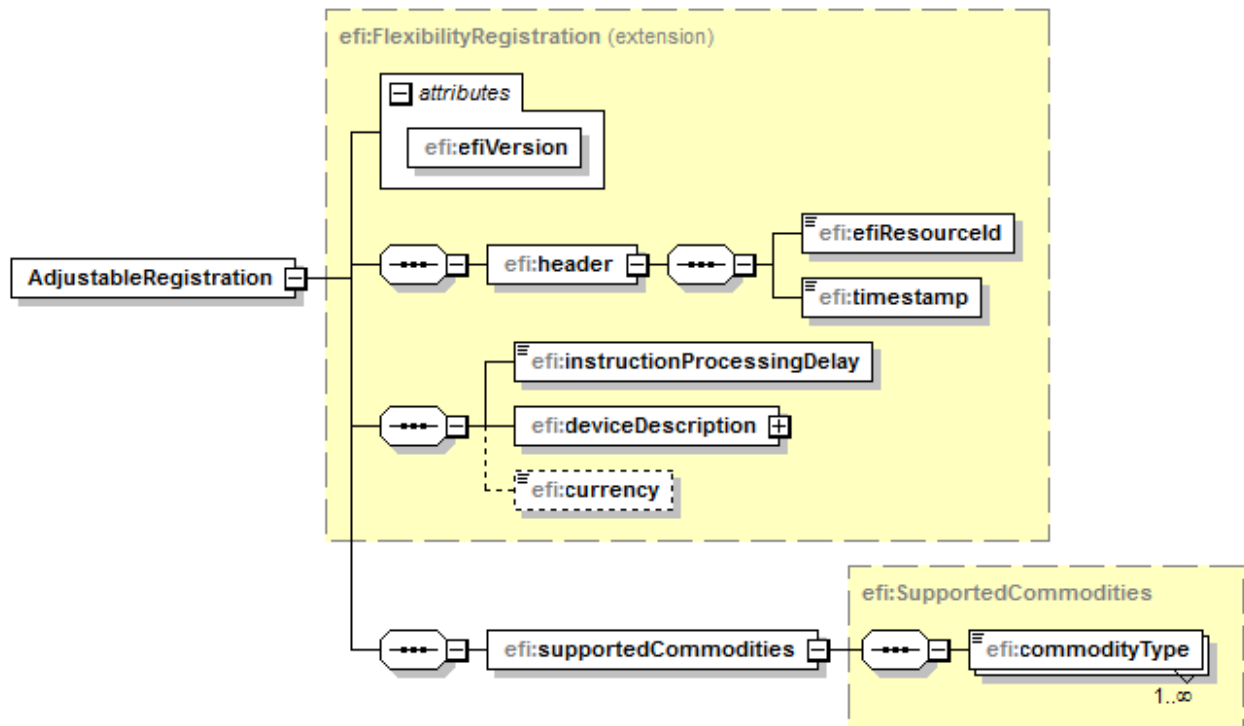 efi:FlexibilityRegistration (extension)
attributes
efi:efiVersion
efi:efiResourceId
AdjustableRegistration
efi:header
efi:timestamp
efi:instructionProcessingDelay
efi:deviceDescription
efi:currency
efi:SupportedCommodities
efi:supportedCommodities
efi:commodityType
1..∞